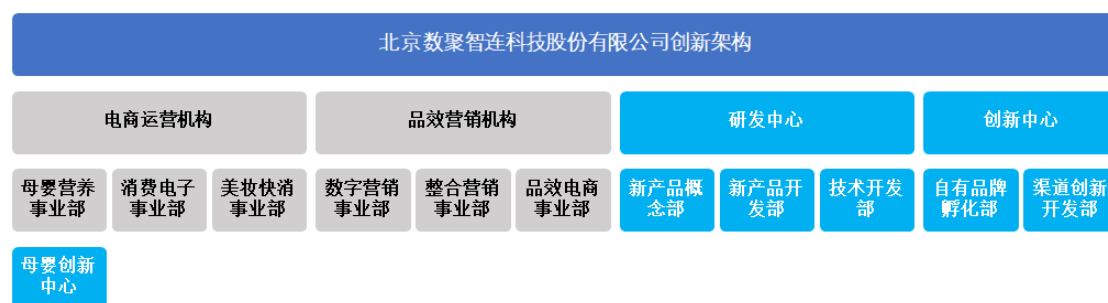 北京数聚智连科技股份有限公司创新架构
电商运营机构
品效营销机构
研发中心
创新中心
母婴营养
事业部
消费电子
事业部
美妆快消
事业部
数字营销
事业部
整合营销
事业部
品效电商
事业部
新产品概
念部
新产品开
发部
技术开发
部
自有品牌
孵化部
渠道创新
开发部
母婴创新
中心